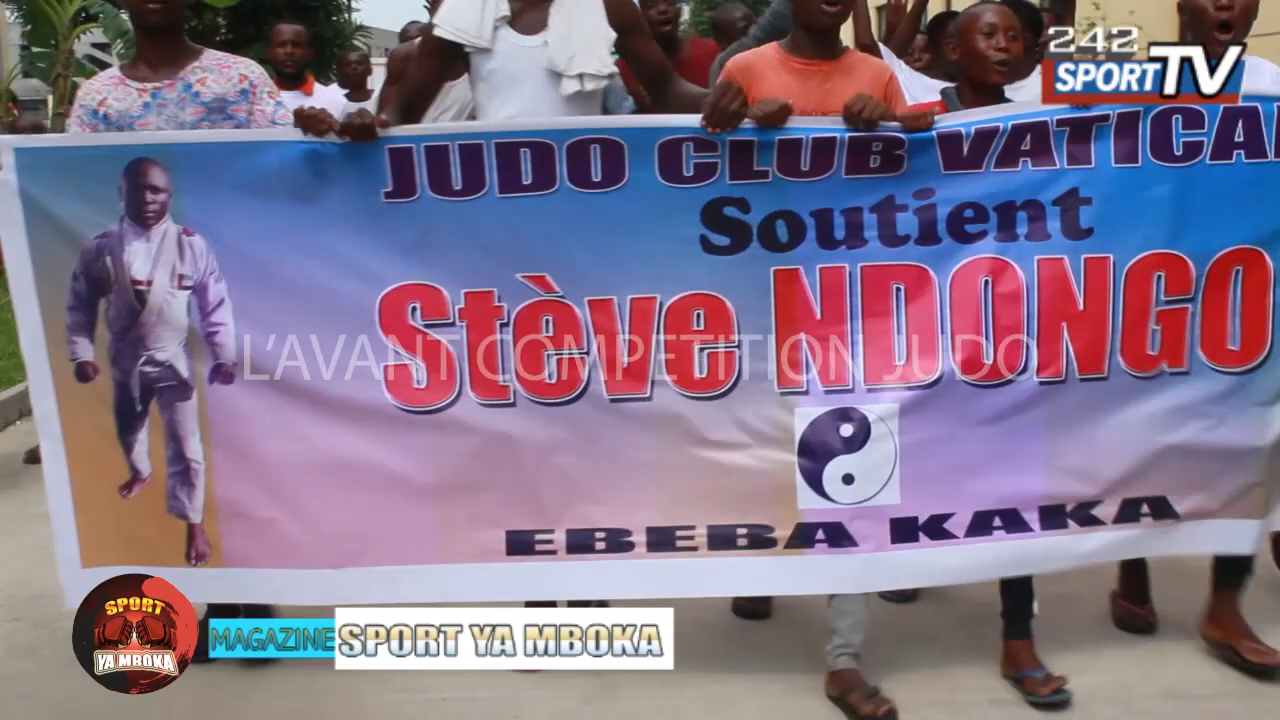 242
SPORT TV
JUDO CLUB VATICA
Soutient
Stève NDONGO
L'AVANT COMPETITION JUDO
EBEBA KAKA
SPORT
YA MBOKA
MAGAZINE SPORT YA MBOKA